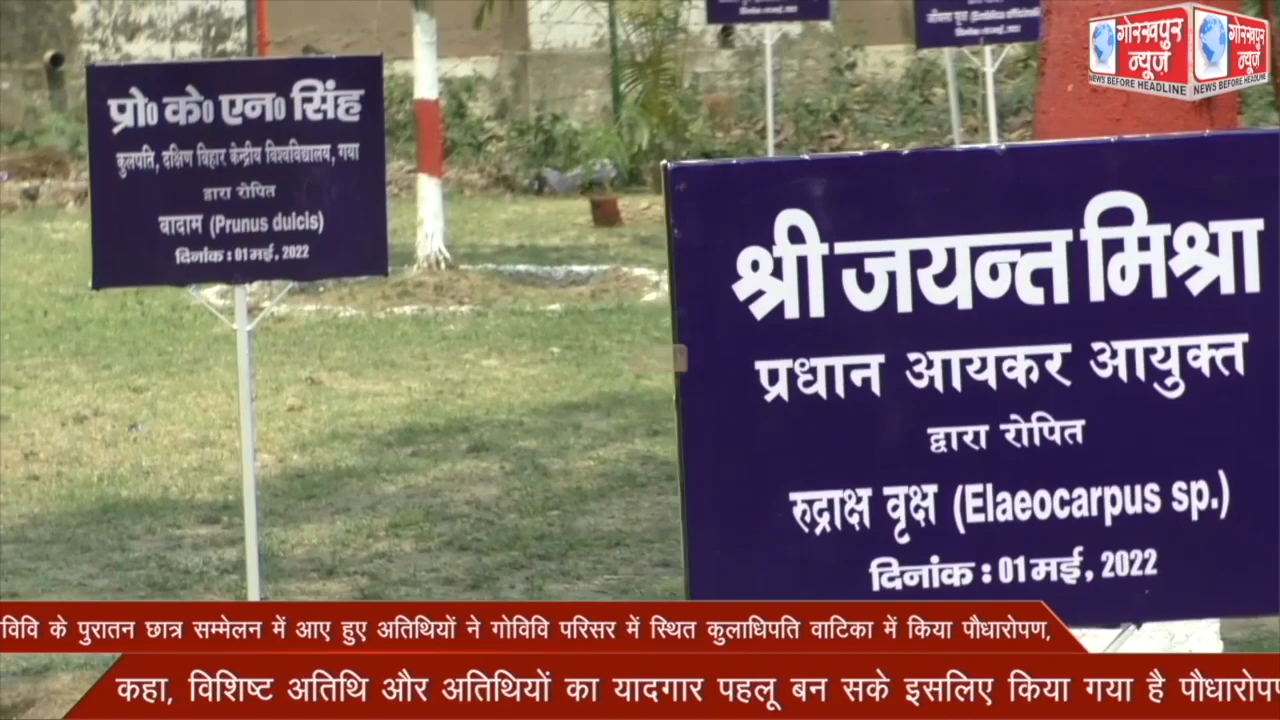 गोरखपुर
न्यूज़
NEWS BEFORE HEADLINE
गोरखपुर
न्यूज़
NEWS BEFORE HEADLINE
प्रो० के० एन० सिंह
कुलपति, दक्षिण बिहार केन्द्रीय विश्वविद्यालय, गया
द्वारा रोपित
बादाम (Prunus dulcis)
दिनांक : 01 मई, 2022
श्री जयन्त मिश्रा
प्रधान आयकर आयुक्त
द्वारा रोपित
रुद्राक्ष वृक्ष (Elaeocarpus sp.)
दिनांक : 01 मई, 2022
विवि के पुरातन छात्र सम्मेलन में आए हुए अतिथियों ने गोविवि परिसर में स्थित कुलाधिपति वाटिका में किया पौधारोपण,
कहा, विशिष्ट अतिथि और अतिथियों का यादगार पहलू बन सके इसलिए किया गया है पौधारोपण